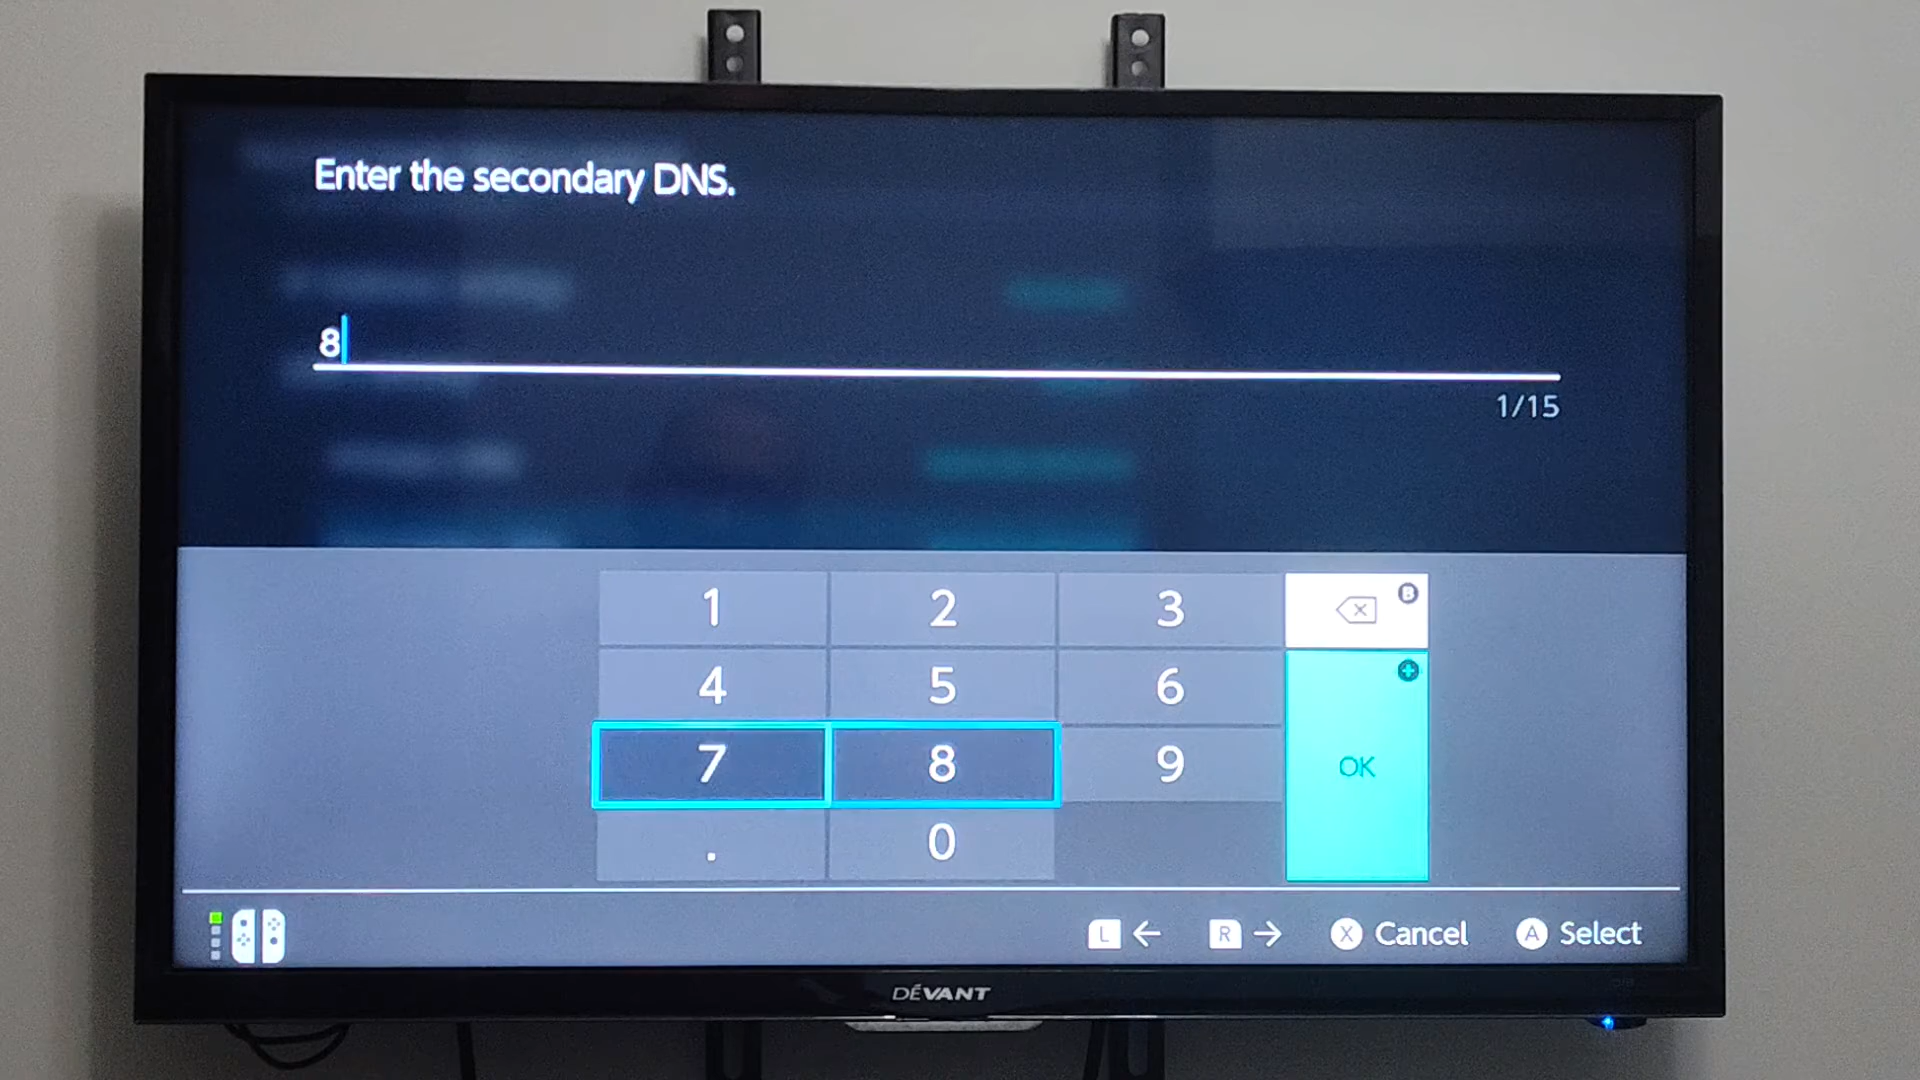 Enter the secondary DNS.
8
1/15
1 2 3 B
4 5 6
7 8 9 OK
. 0
L ← R → X Cancel A Select
DÉVANT